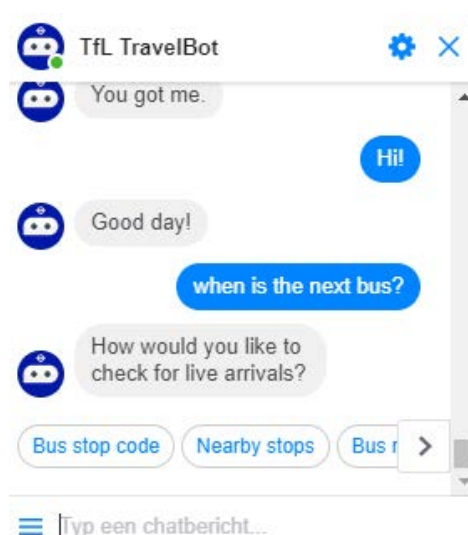 TfL TravelBot
You got me.
Hi!
Good day!
when is the next bus?
How would you like to
check for live arrivals?
Bus stop code
Nearby stops
Bus
Typ een chatbericht...